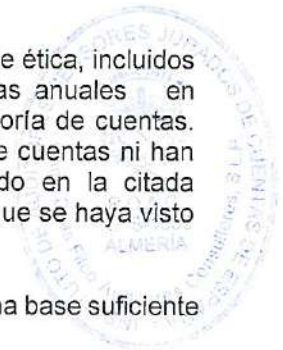 e ética, incluidos
as anuales en
oría de cuentas.
e cuentas ni han
do en la citada
ue se haya visto
na base suficiente
ALMERIA